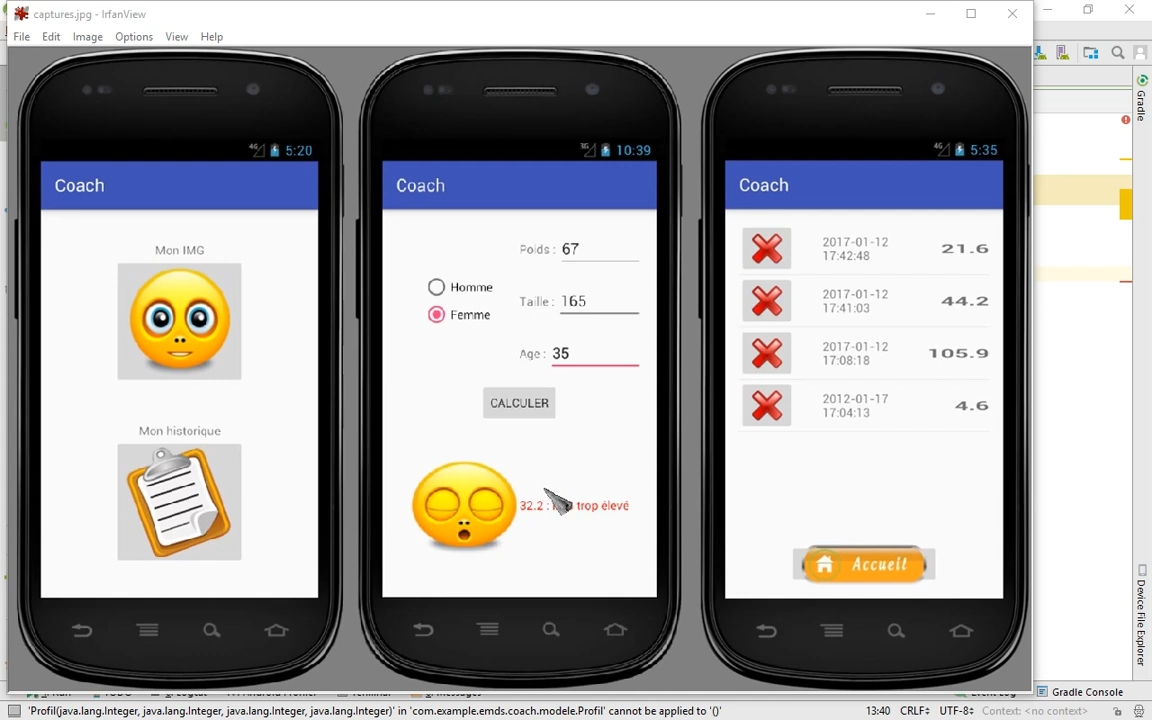 captures.jpg - IrfanView
File Edit Image Options View Help
4G 5:20
Coach
Mon IMG
Mon historique
3G 10:39
Coach
Poids : 67
Homme
Taille : 165
Femme
Age : 35
CALCULER
32.2 : trop élevé
4G 5:35
Coach
2017-01-12
17:42:48
21.6
2017-01-12
17:41:03
44.2
2017-01-12
17:08:18
105.9
2012-01-17
17:04:13
4.6
Accueil
Gradle
Device File Explorer
Gradle Console
'Profil(java.lang.Integer, java.lang.Integer, java.lang.Integer, java.lang.Integer)' in 'com.example.emds.coach.modele.Profil' cannot be applied to '()'
13:40 CRLF÷ UTF-8÷ Context: <no context>